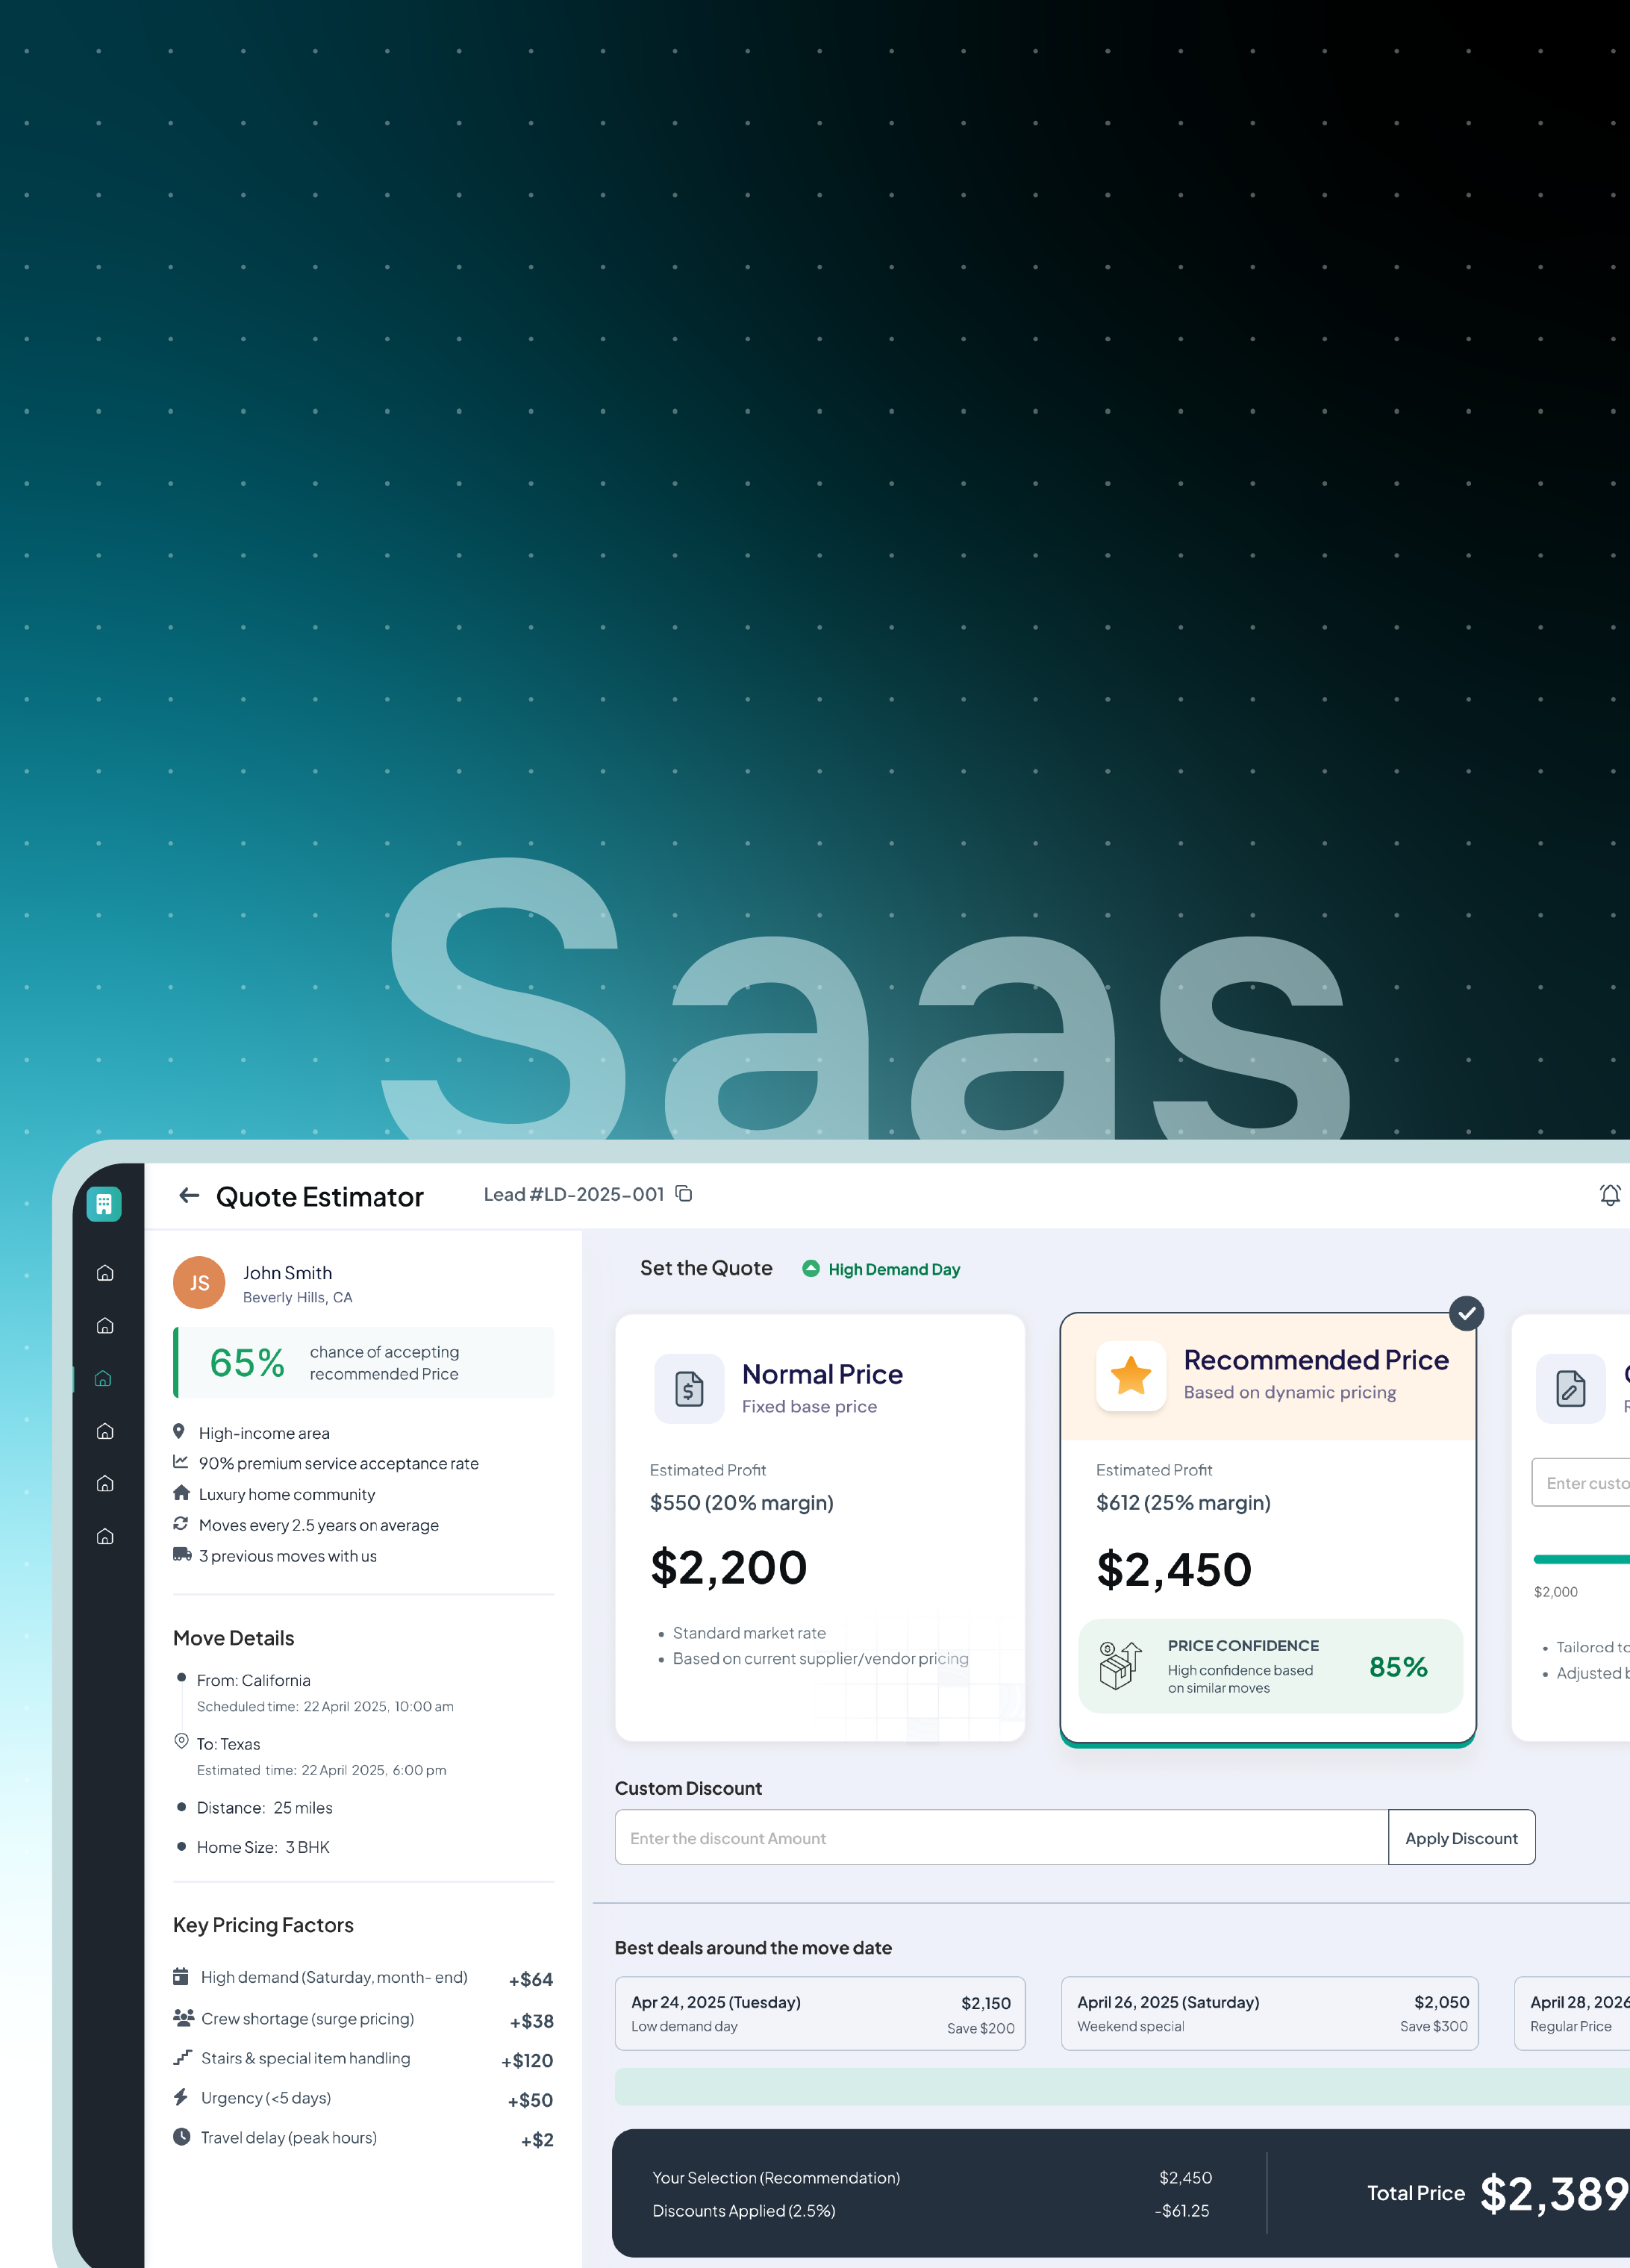 Saas
Quote Estimator
Lead #LD-2025-001
JS
John Smith
Beverly Hills, CA
65%
chance of accepting
recommended Price
High-income area
90% premium service acceptance rate
Luxury home community
Moves every 2.5 years on average
3 previous moves with us
Move Details
From: California
Scheduled time: 22 April 2025, 10:00 am
To: Texas
Estimated time: 22 April 2025, 6:00 pm
Distance: 25 miles
Home Size: 3 BHK
Key Pricing Factors
High demand (Saturday, month- end) +$64
Crew shortage (surge pricing) +$38
Stairs & special item handling +$120
Urgency (<5 days) +$50
Travel delay (peak hours) +$2
Set the Quote
High Demand Day
Normal Price
Fixed base price
Estimated Profit
$550 (20% margin)
$2,200
Standard market rate
Based on current supplier/vendor pricing
Recommended Price
Based on dynamic pricing
Estimated Profit
$612 (25% margin)
$2,450
PRICE CONFIDENCE
High confidence based
on similar moves
85%
Enter custo
$2,000
Tailored to
Adjusted b
Custom Discount
Enter the discount Amount
Apply Discount
Best deals around the move date
Apr 24, 2025 (Tuesday) $2,150
Low demand day Save $200
April 26, 2025 (Saturday) $2,050
Weekend special Save $300
April 28, 2026
Regular Price
Your Selection (Recommendation) $2,450
Discounts Applied (2.5%) -$61.25
Total Price $2,389